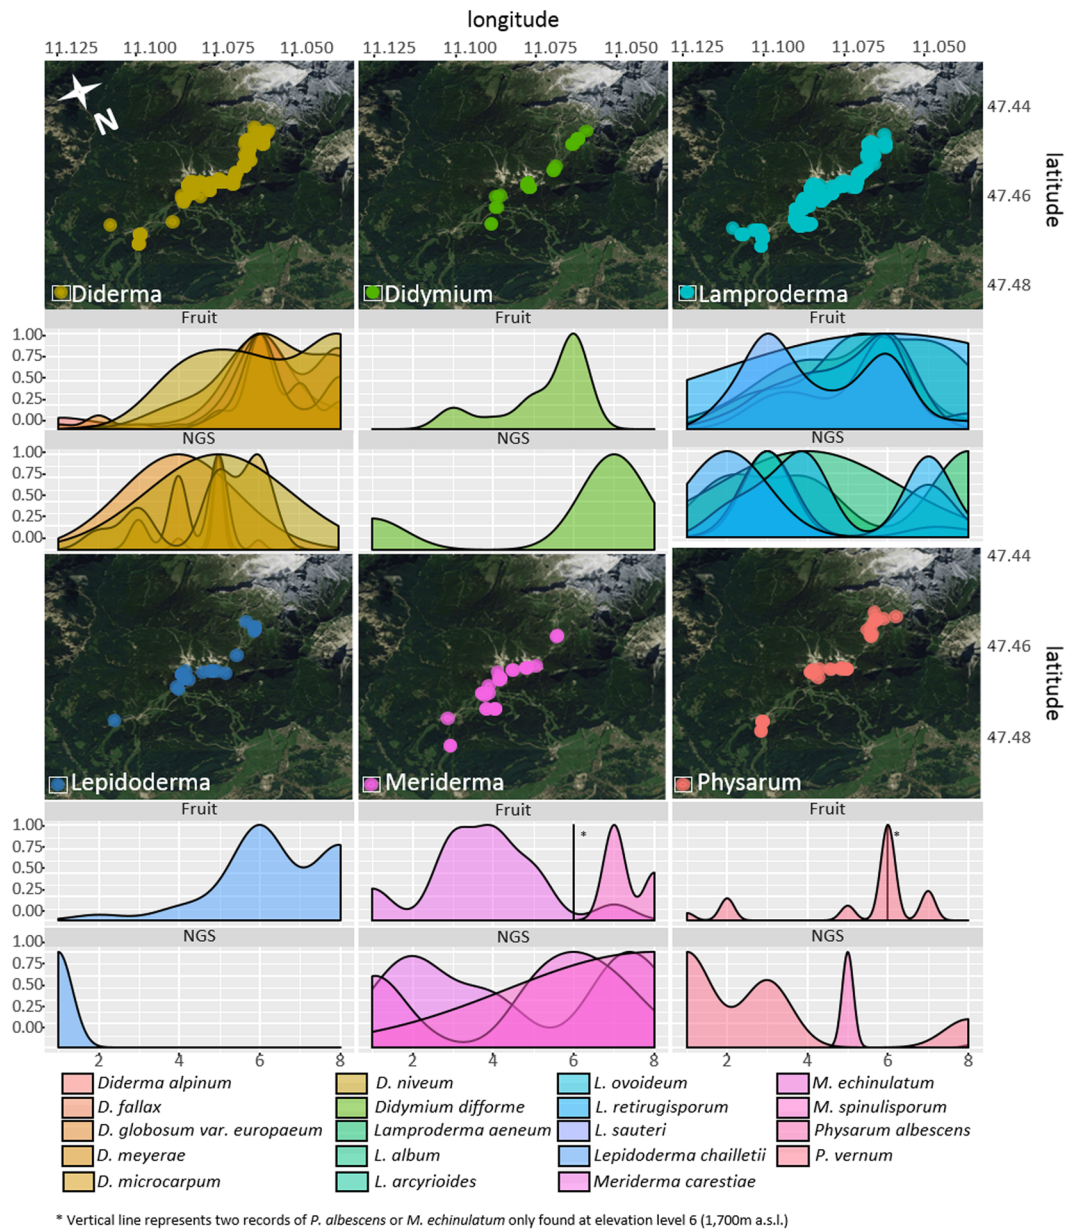 longitude
11.125 11.100 11.075 11.050 11.125 11.100 11.075 11.050 11.125 11.100 11.075 11.050
N
47.44
47.46
47.48
latitude
Diderma Didymium Lamproderma
Fruit Fruit Fruit
1.00
0.75
0.50
0.25
0.00
NGS NGS NGS
1.00
0.75
0.50
0.25
0.00
47.44
47.46
47.48
latitude
Lepidoderma Meriderma Physarum
Fruit Fruit Fruit
1.00
0.75
0.50
0.25
0.00
* *
NGS NGS NGS
1.00
0.75
0.50
0.25
0.00
2 4 6 8 2 4 6 8 2 4 6 8
Diderma alpinum D. niveum L. ovoideum M. echinulatum
D. fallax Didymium difforme L. retirugisporum M. spinulisporum
D. globosum var. europaeum Lamproderma aeneum L. sauteri Physarum albescens
D. meyerae L. album Lepidoderma chailletii P. vernum
D. microcarpum L. arcyrioides Meriderma carestiae
* Vertical line represents two records of P. albescens or M. echinulatum only found at elevation level 6 (1,700m a.s.l.)